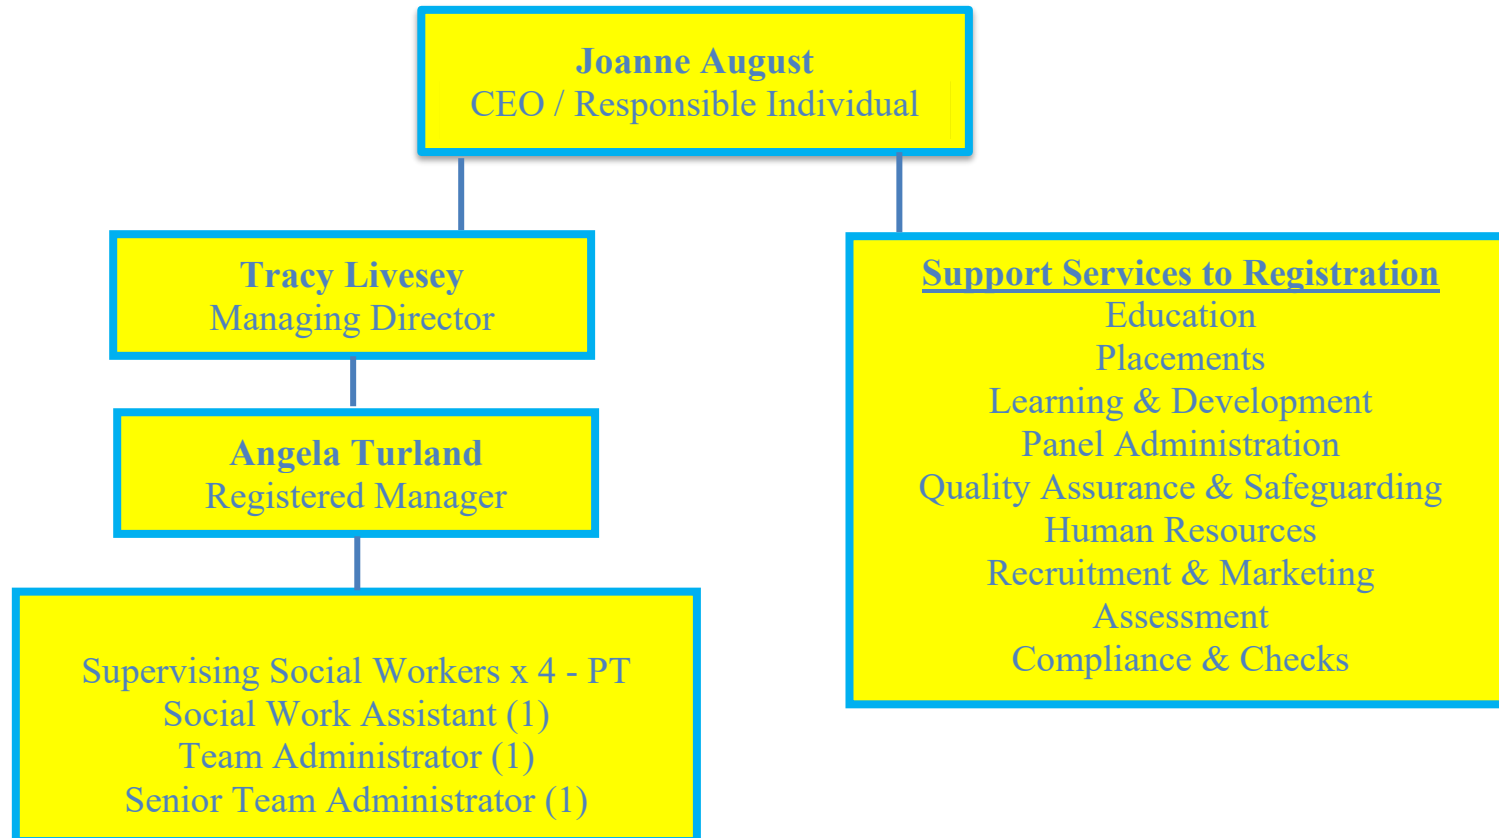 Joanne August
CEO / Responsible Individual
Tracy Livesey
Managing Director
Angela Turland
Registered Manager
Supervising Social Workers x 4 - PT
Social Work Assistant (1)
Team Administrator (1)
Senior Team Administrator (1)
Support Services to Registration
Education
Placements
Learning & Development
Panel Administration
Quality Assurance & Safeguarding
Human Resources
Recruitment & Marketing
Assessment
Compliance & Checks